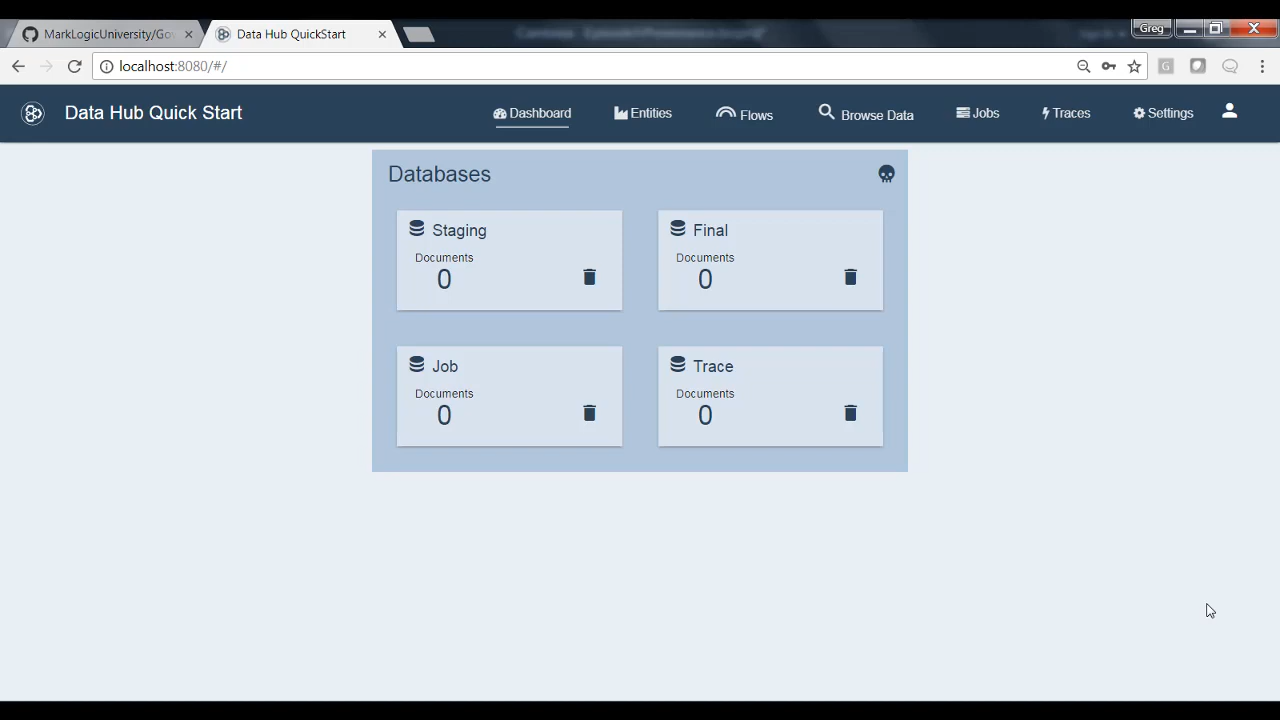 MarkLogicUniversity/Gov
Data Hub QuickStart
Greg
localhost:8080/#/
Data Hub Quick Start
Dashboard
Entities
Flows
Browse Data
Jobs
Traces
Settings
Databases
Staging
Documents
0
Final
Documents
0
Job
Documents
0
Trace
Documents
0